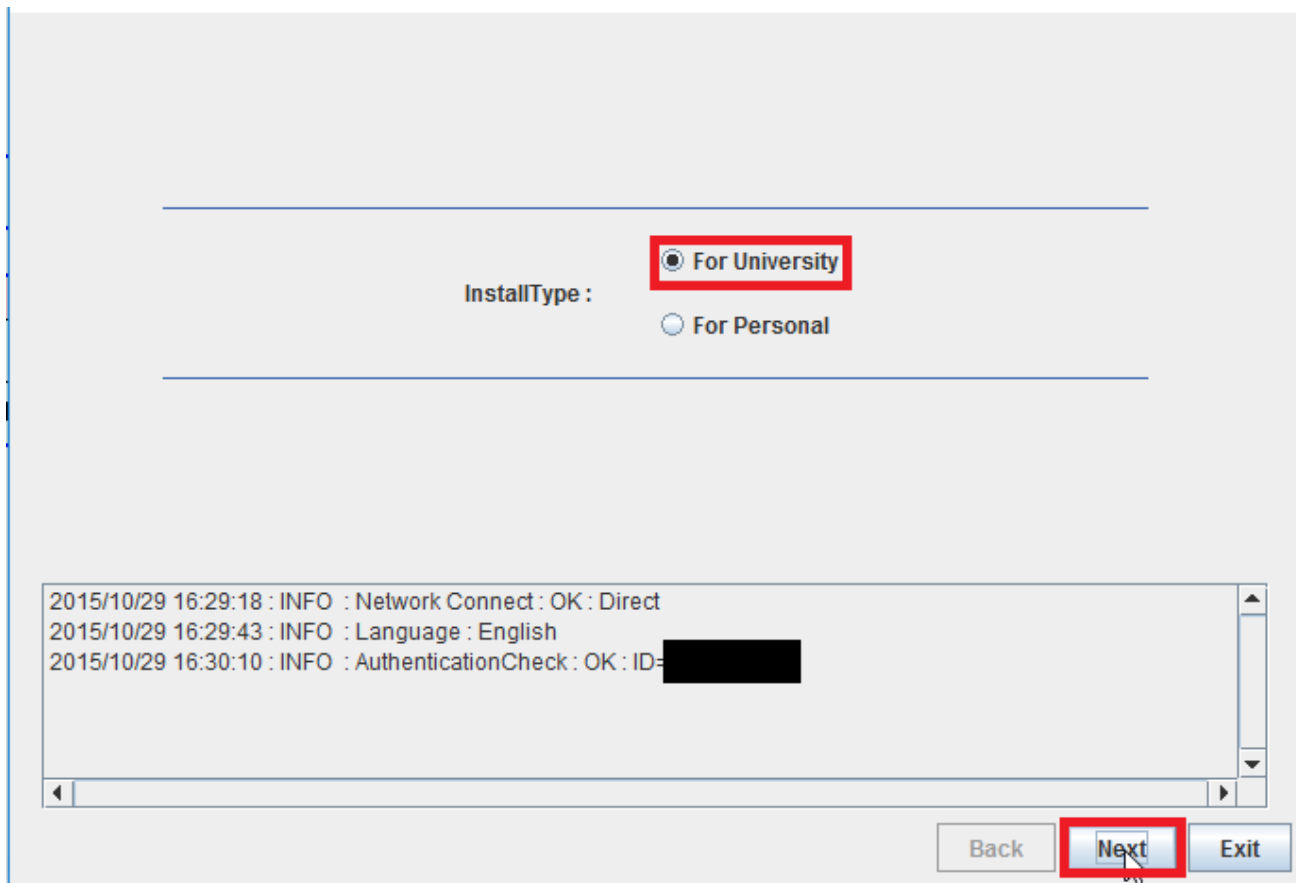 For University
InstallType :
For Personal
2015/10/29 16:29:18 : INFO : Network Connect : OK : Direct
2015/10/29 16:29:43 : INFO : Language : English
2015/10/29 16:30:10 : INFO : AuthenticationCheck : OK : ID=
Back Next Exit